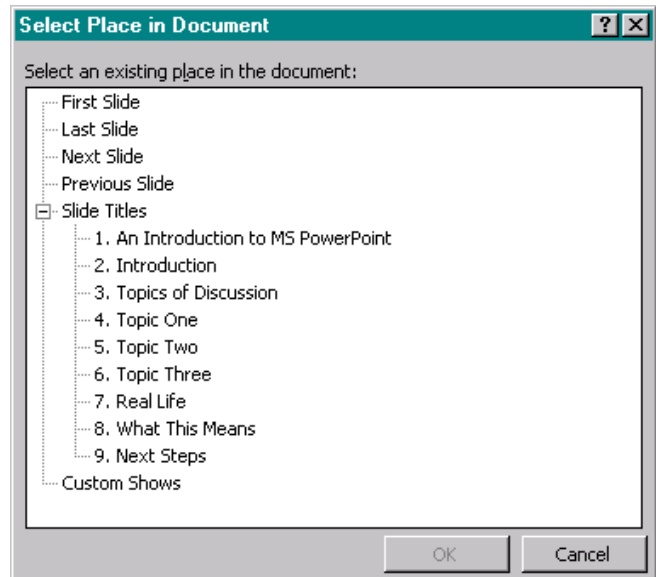 Select Place in Document
Select an existing place in the document:
First Slide
Last Slide
Next Slide
Previous Slide
Slide Titles
1. An Introduction to MS PowerPoint
2. Introduction
3. Topics of Discussion
4. Topic One
5. Topic Two
6. Topic Three
7. Real Life
8. What This Means
9. Next Steps
Custom Shows
OK Cancel